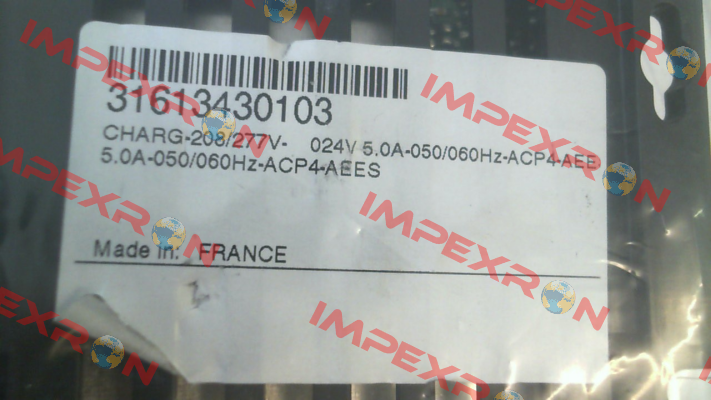 31613430103
CHARG-208/277V- 024V 5.0A-050/060Hz-ACP4-AEE
5.0A-050/060Hz-ACP4-AEES
Made in: FRANCE
IMPEXRON
IMPEXRON
IMPEXRON
IMPEXRON
IMPEXRON
IMPEXRON